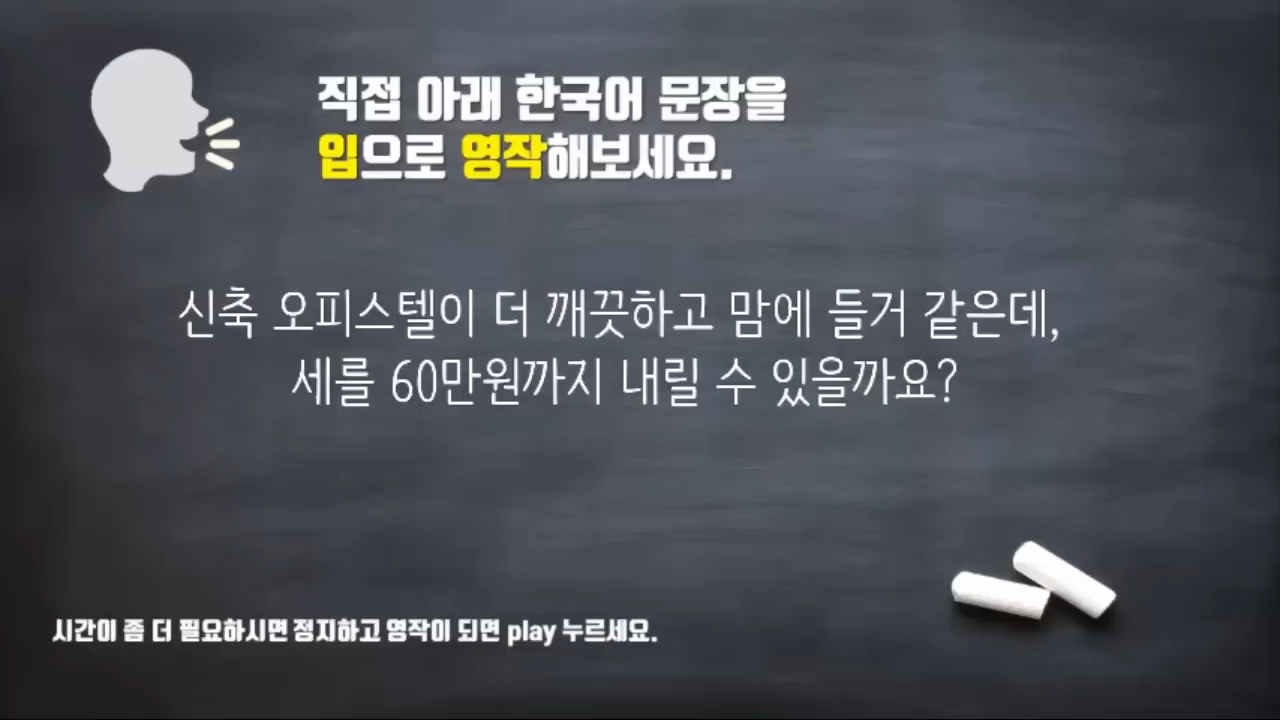 직접 아래 한국어 문장을
입으로 영작해보세요.
신축 오피스텔이 더 깨끗하고 맘에 들거 같은데,
세를 60만원까지 내릴 수 있을까요?
시간이 좀 더 필요하시면 정지하고 영작이 되면 play 누르세요.